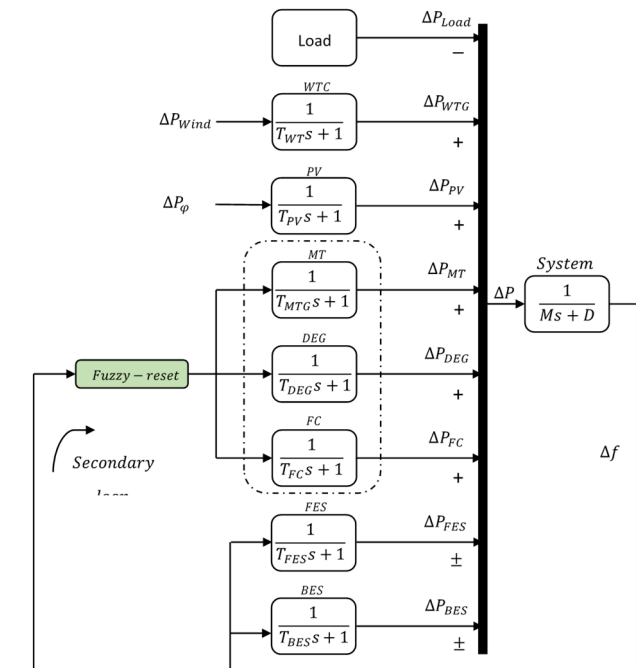 Load
ΔP_Load
−
WTC
ΔP_Wind
1
T_WT s + 1
ΔP_WTG
+
PV
ΔP_φ
1
T_PV s + 1
ΔP_PV
+
MT
1
T_MTG s + 1
ΔP_MT
+
System
ΔP
1
Ms + D
DEG
1
T_DEG s + 1
ΔP_DEG
+
Fuzzy − reset
FC
1
T_FC s + 1
ΔP_FC
+
Δf
Secondary
FES
1
T_FES s + 1
ΔP_FES
±
BES
1
T_BES s + 1
ΔP_BES
±